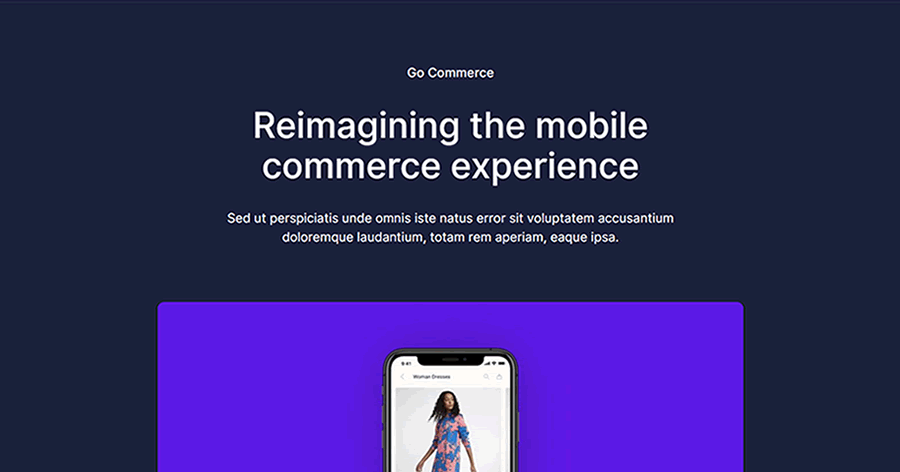 Go Commerce
Reimagining the mobile
commerce experience
Sed ut perspiciatis unde omnis iste natus error sit voluptatem accusantium
doloremque laudantium, totam rem aperiam, eaque ipsa.
9:41
Woman Dresses